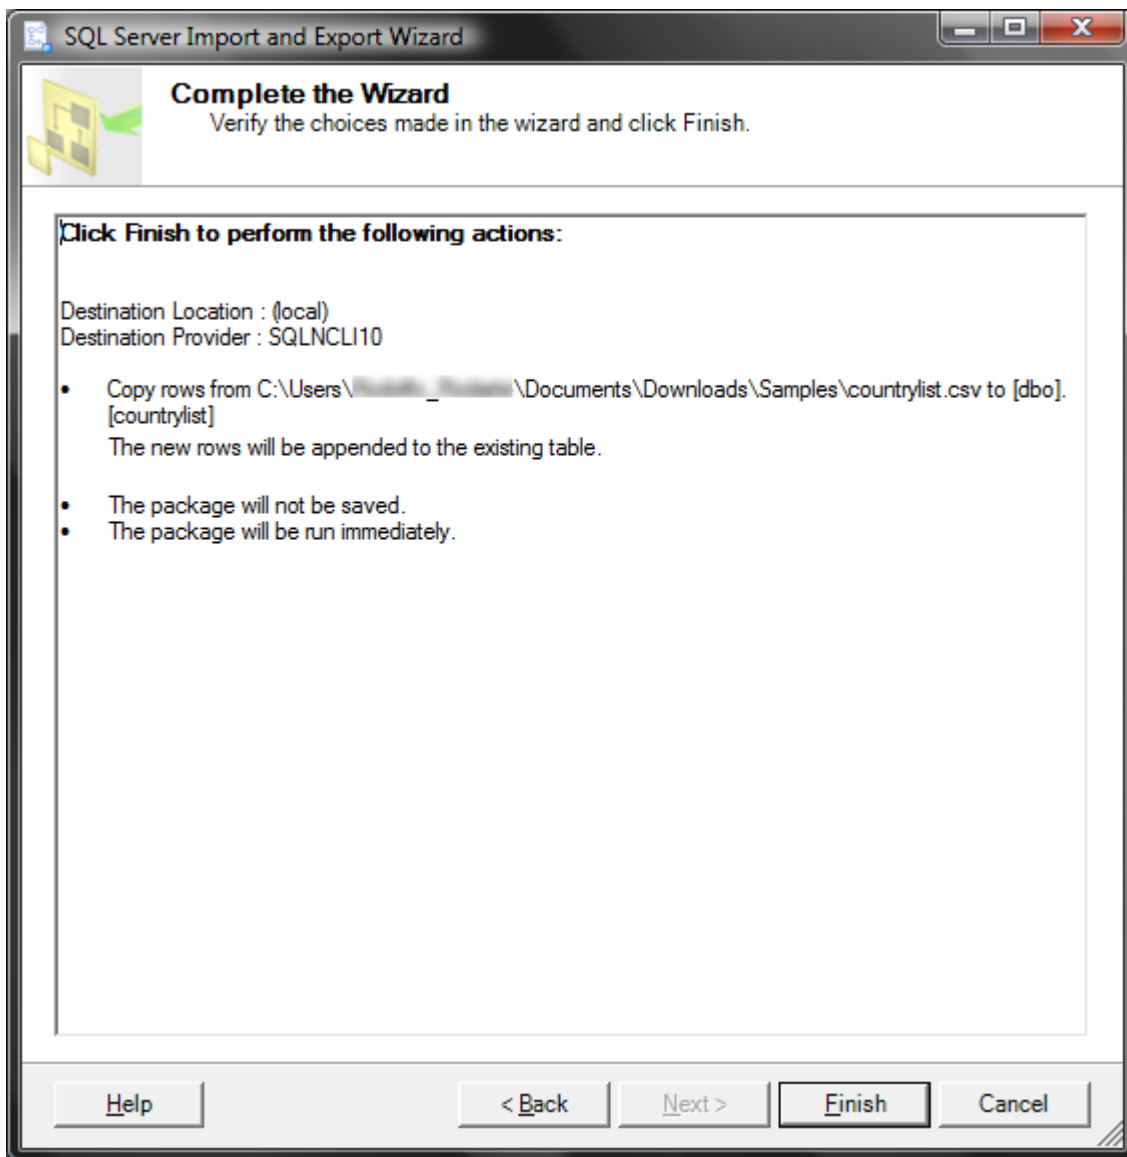 SQL Server Import and Export Wizard
Complete the Wizard
Verify the choices made in the wizard and click Finish.
Click Finish to perform the following actions:
Destination Location : (local)
Destination Provider : SQLNCLI10
• Copy rows from C:\Users\ \Documents\Downloads\Samples\countrylist.csv to [dbo].
[countrylist]
The new rows will be appended to the existing table.
• The package will not be saved.
• The package will be run immediately.
Help
< Back
Next >
Finish
Cancel